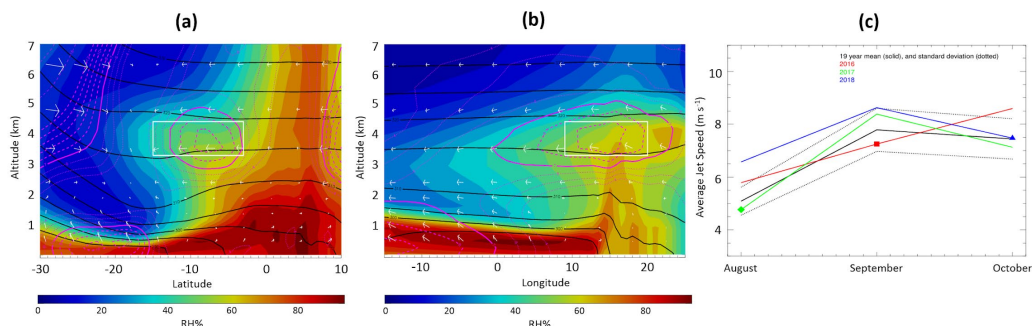 (a)
(b)
(c)
7
6
5
4
3
2
1
Altitude (km)
-30
-20
-10
0
10
Latitude
0
20
40
60
80
RH%
7
6
5
4
3
2
1
Altitude (km)
-10
0
10
20
Longitude
0
20
40
60
80
RH%
19 year mean (solid), and standard deviation (dotted)
2016
2017
2018
10
8
6
4
Average Jet Speed (m s⁻¹)
August
September
October